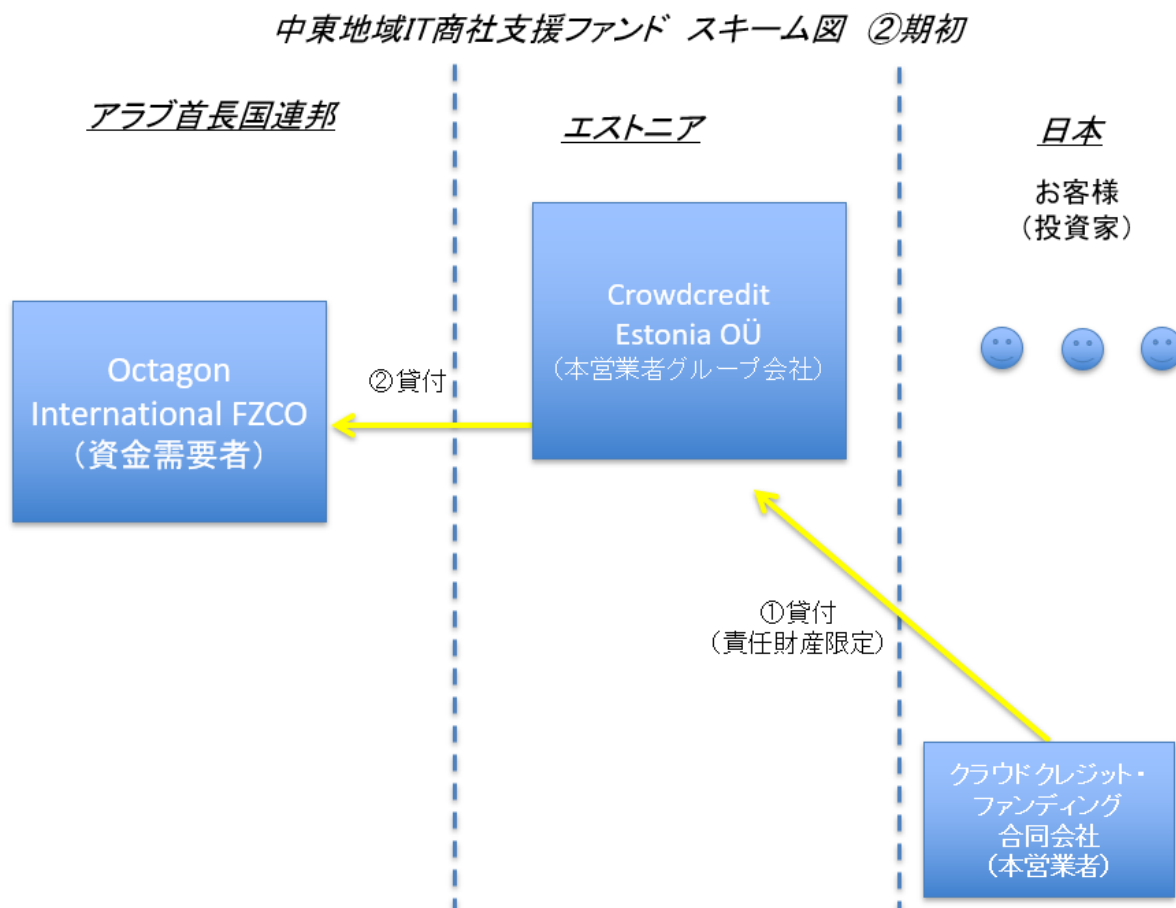 中東地域IT商社支援ファンド スキーム図 ②期初
アラブ首長国連邦
エストニア
日本
お客様
（投資家）
Crowdcredit
Estonia OÜ
（本営業者グループ会社）
Octagon
International FZCO
（資金需要者）
②貸付
①貸付
（責任財産限定）
クラウドクレジット・
ファンディング
合同会社
（本営業者）